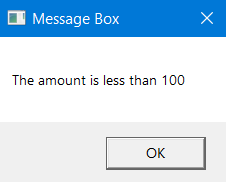 Message Box
The amount is less than 100
OK